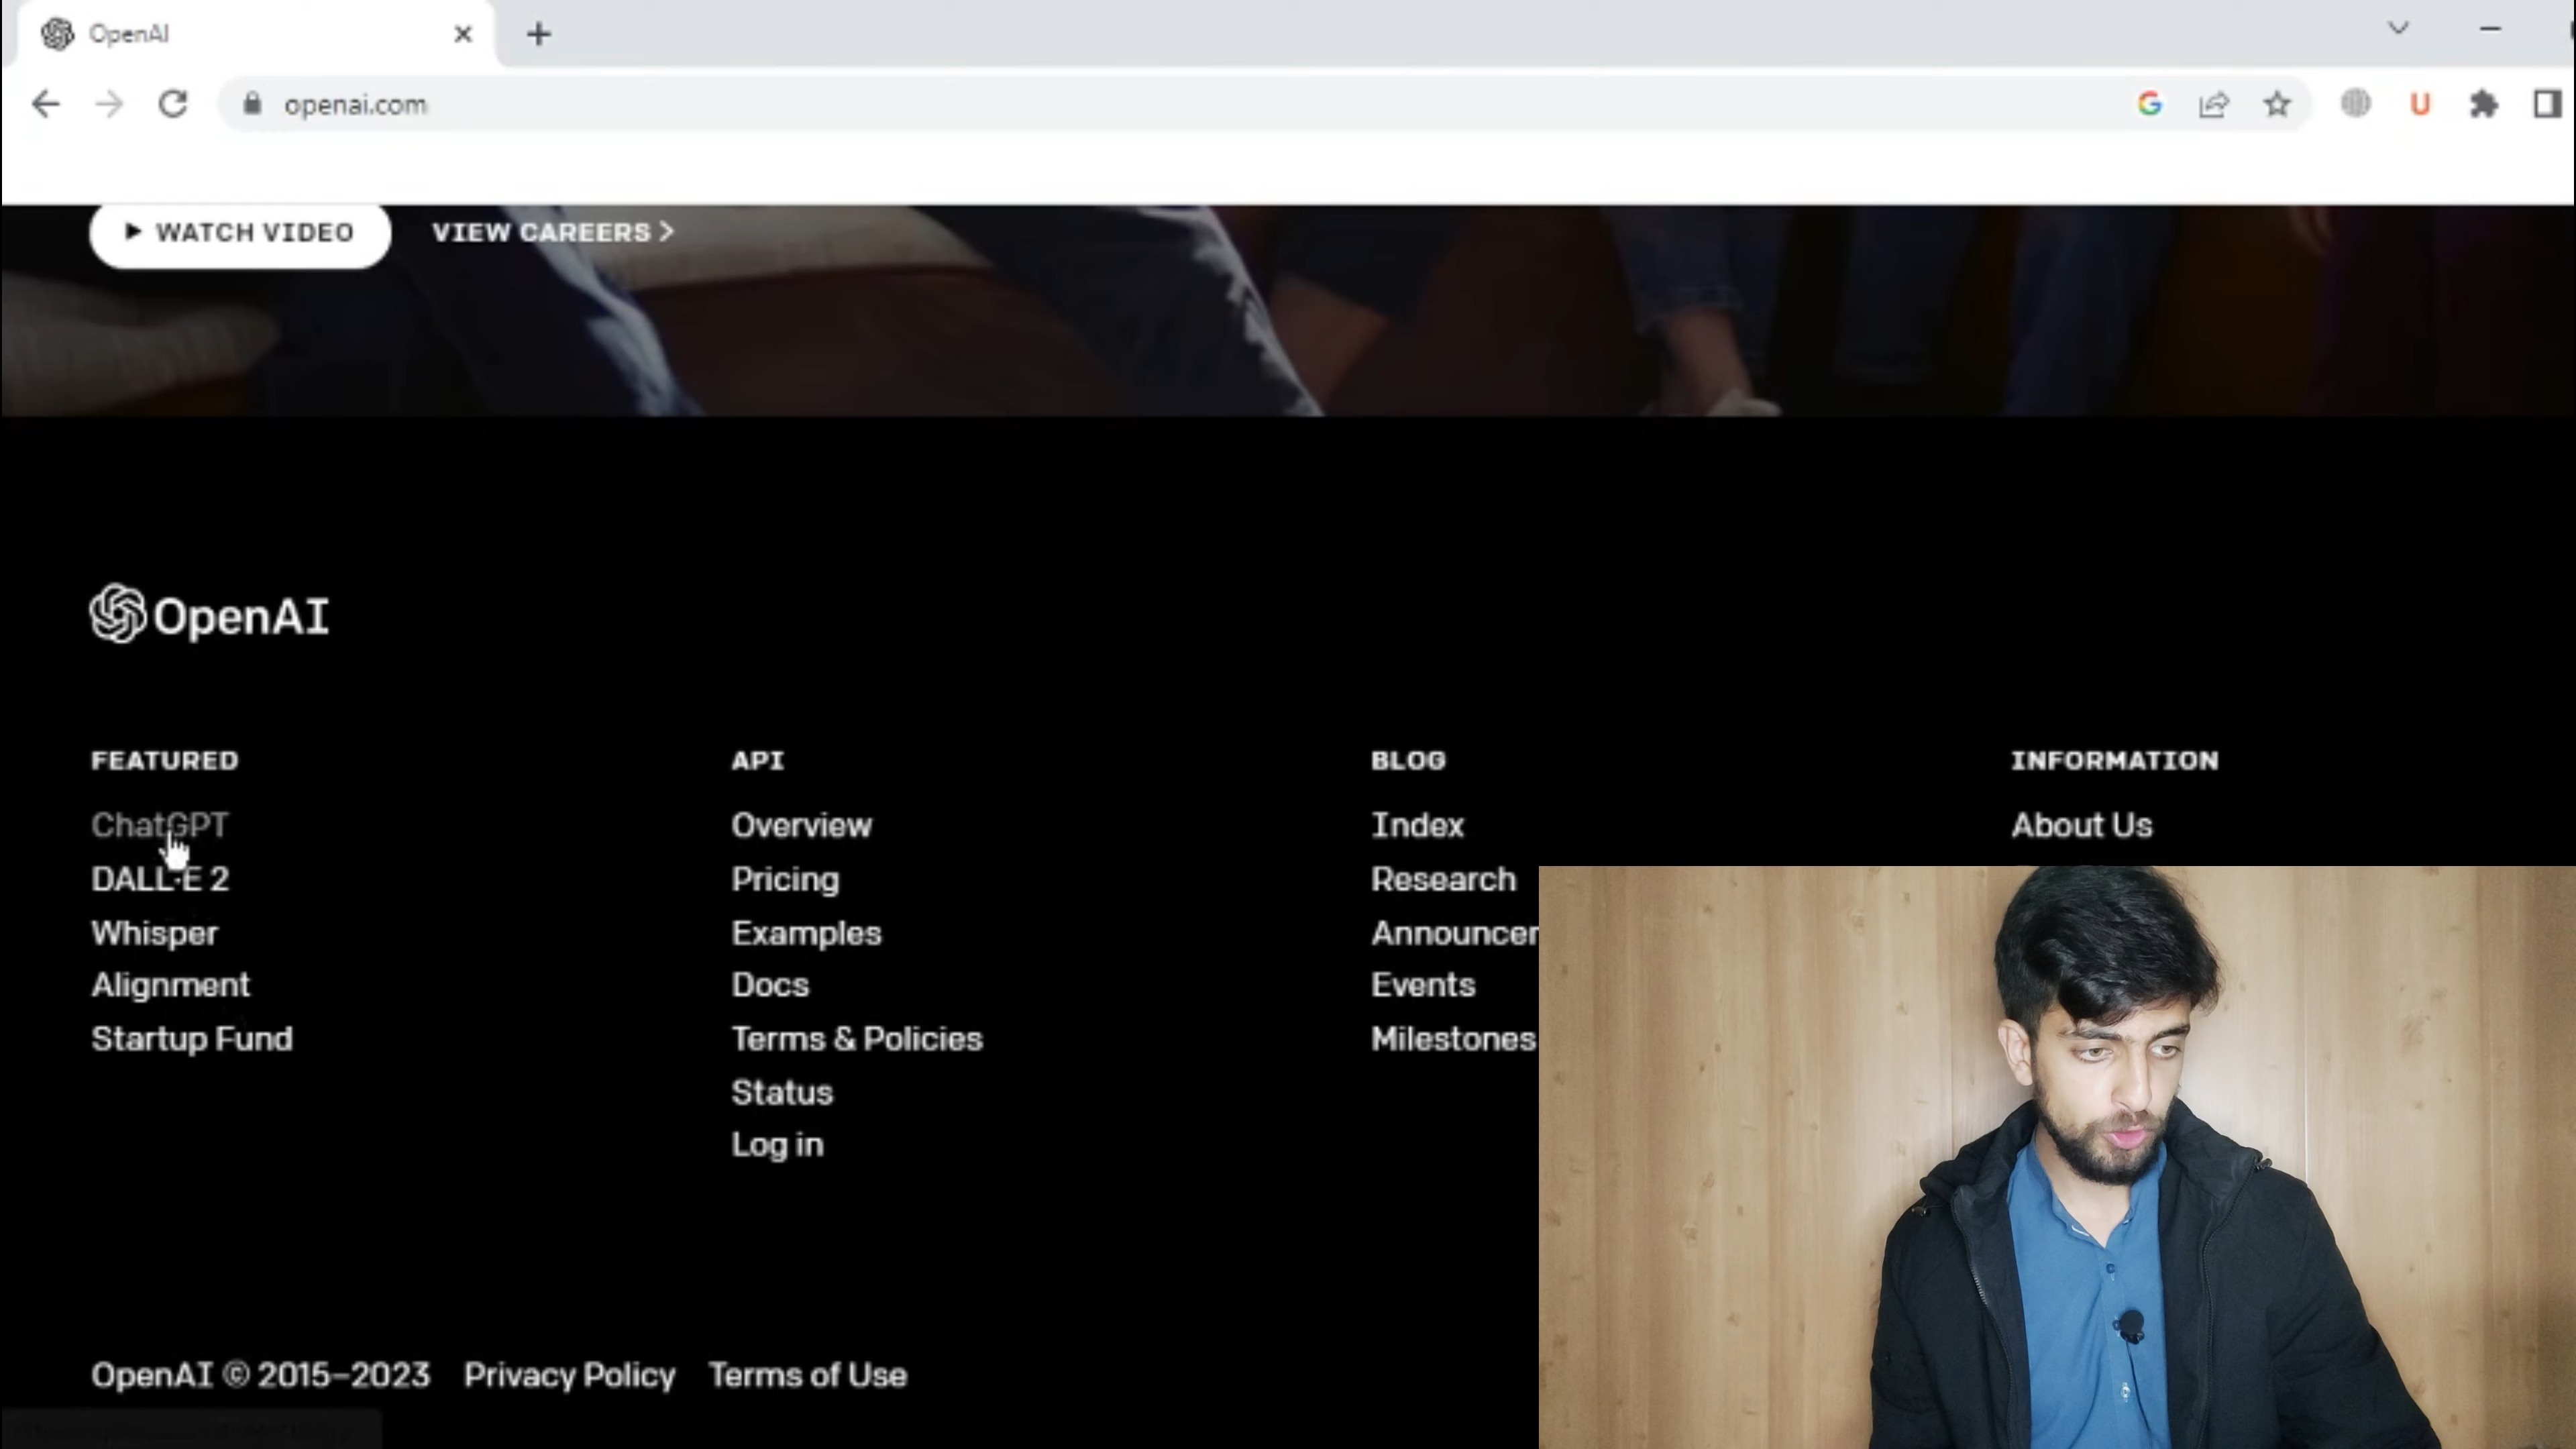 OpenAI
openai.com
WATCH VIDEO
VIEW CAREERS >
OpenAI
FEATURED
ChatGPT
DALL·E 2
Whisper
Alignment
Startup Fund
API
Overview
Pricing
Examples
Docs
Terms & Policies
Status
Log in
BLOG
Index
Research
Announcem
Events
Milestones
INFORMATION
About Us
OpenAI © 2015–2023 Privacy Policy Terms of Use